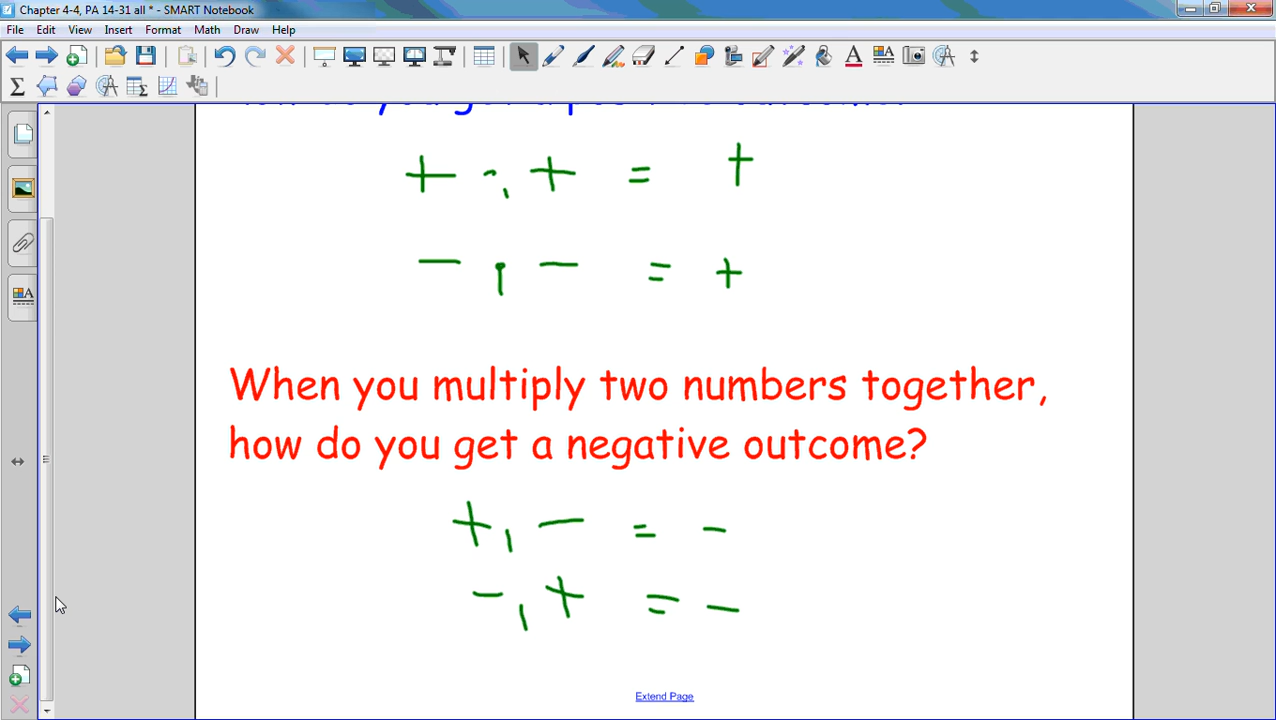 Chapter 4-4, PA 14-31 all * - SMART Notebook
File Edit View Insert Format Math Draw Help
+ · + = +
- · - = +
When you multiply two numbers together,
how do you get a negative outcome?
+ · - = -
- · + = -
Extend Page